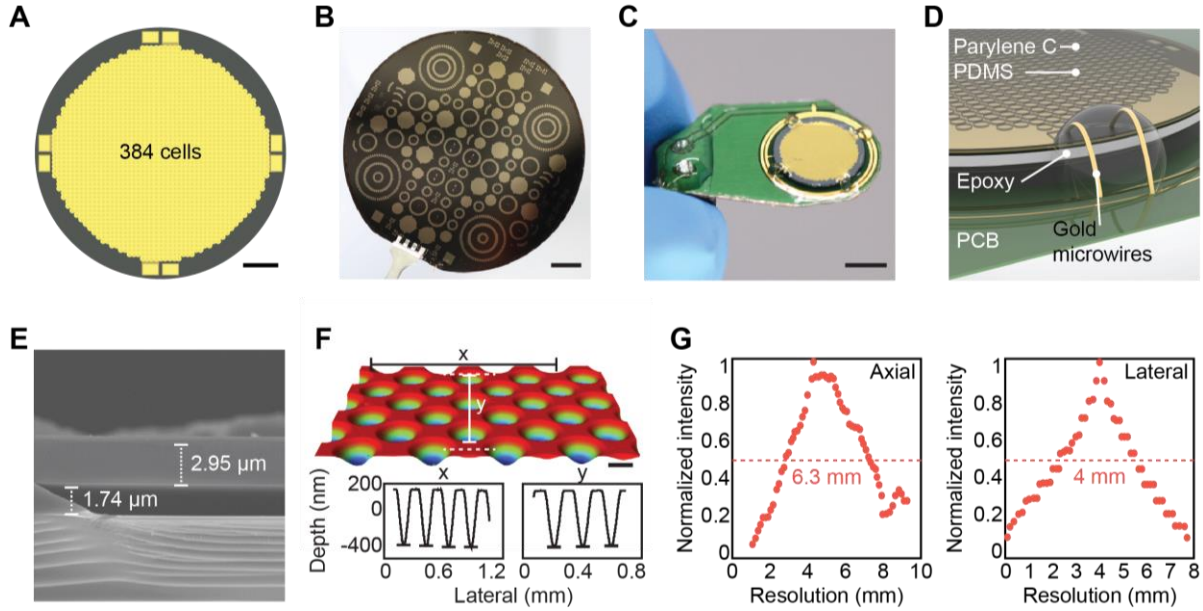 A
384 cells
B
C
D
Parylene C
PDMS
Epoxy
PCB
Gold
microwires
E
2.95 μm
1.74 μm
F
x
y
x
y
Depth (nm)
200
0
-400
0
0.6
1.2
0
0.4
0.8
Lateral (mm)
G
Normalized intensity
1
0.8
0.6
0.4
0.2
0
Axial
6.3 mm
0
2
4
6
8
10
Resolution (mm)
Normalized intensity
1
0.8
0.6
0.4
0.2
0
Lateral
4 mm
0
1
2
3
4
5
6
7
8
Resolution (mm)